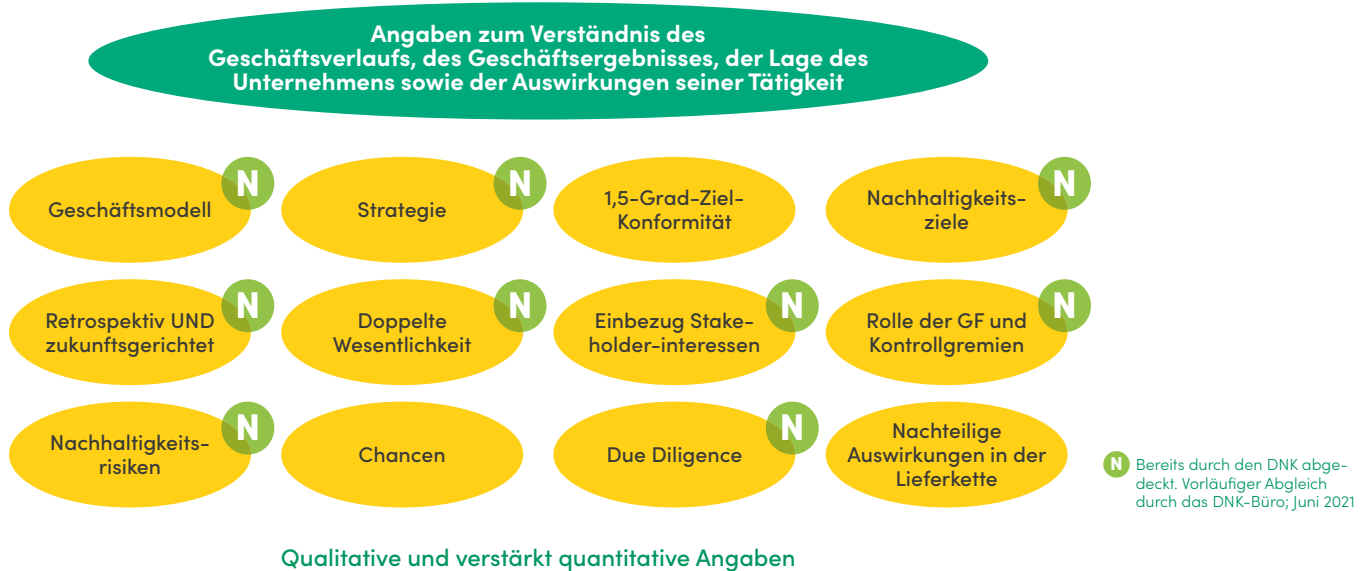 Angaben zum Verständnis des
Geschäftsverlaufs, des Geschäftsergebnisses, der Lage des
Unternehmens sowie der Auswirkungen seiner Tätigkeit
N
Geschäftsmodell
N
Strategie
1,5-Grad-Ziel-
Konformität
N
Nachhaltigkeits-
ziele
N
Retrospektiv UND
zukunftsgerichtet
N
Doppelte
Wesentlichkeit
N
Einbezug Stake-
holder-interessen
N
Rolle der GF und
Kontrollgremien
N
Nachhaltigkeits-
risiken
Chancen
N
Due Diligence
Nachteilige
Auswirkungen in der
Lieferkette
N Bereits durch den DNK abge-
deckt. Vorläufiger Abgleich
durch das DNK-Büro; Juni 2021
Qualitative und verstärkt quantitative Angaben